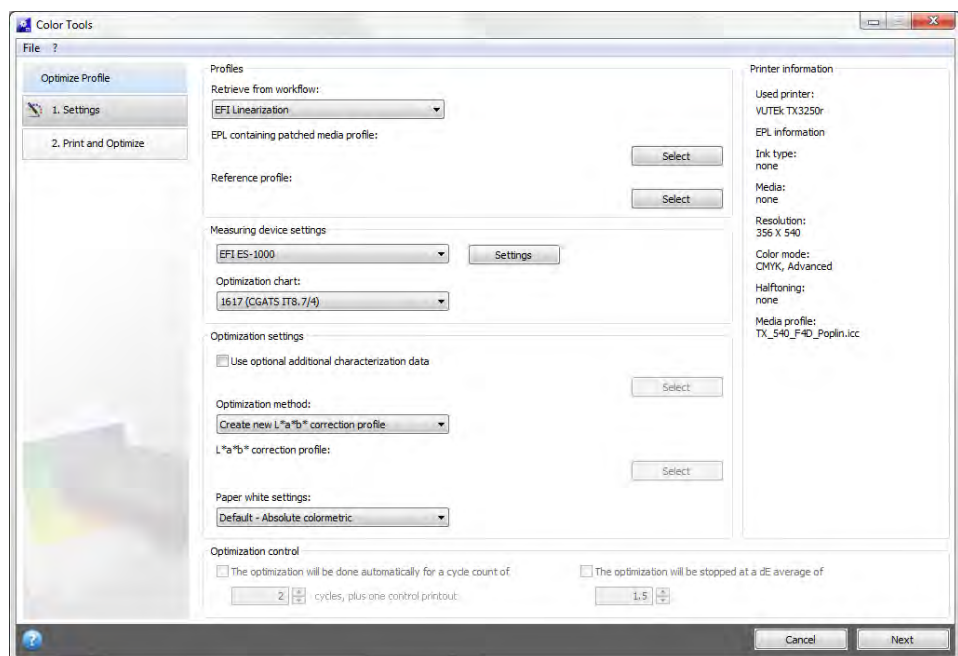 Color Tools
File ?
Optimize Profile
1. Settings
2. Print and Optimize
Profiles
Retrieve from workflow:
EFI Linearization
EPL containing patched media profile:
Select
Reference profile:
Select
Measuring device settings
EFI ES-1000
Settings
Optimization chart:
1617 (CGATS IT8.7/4)
Optimization settings
Use optional additional characterization data
Select
Optimization method:
Create new L*a*b* correction profile
L*a*b* correction profile:
Select
Paper white settings:
Default - Absolute colormetric
Optimization control
The optimization will be done automatically for a cycle count of
2 cycles, plus one control printout
The optimization will be stopped at a dE average of
1.5
Printer information
Used printer:
VUTEk TX3250r
EPL information
Ink type:
none
Media:
none
Resolution:
356 X 540
Color mode:
CMYK, Advanced
Halftoning:
none
Media profile:
TX_540_F4D_Poplin.icc
?
Cancel
Next